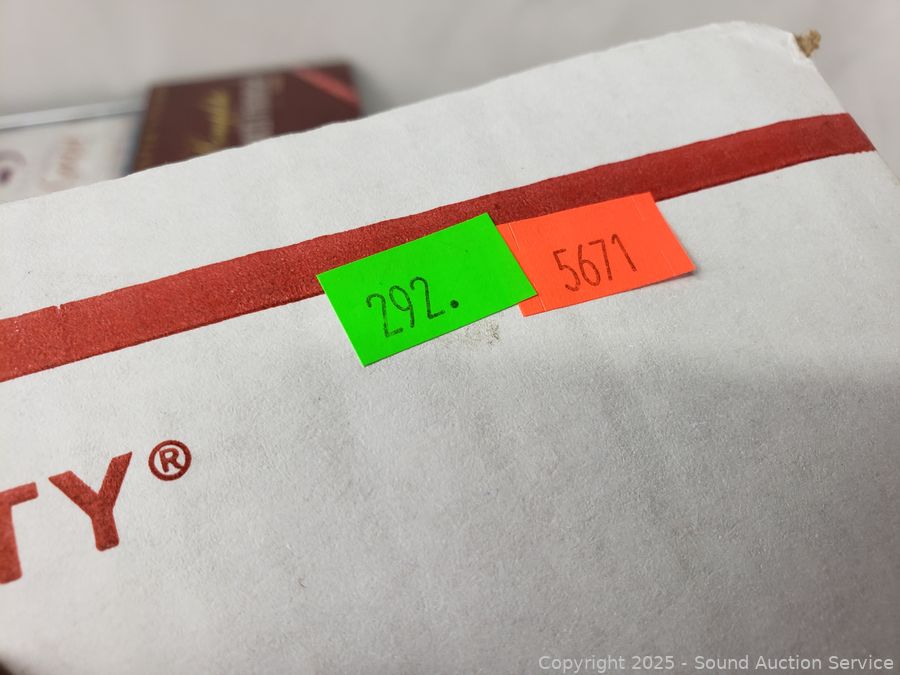 292.
5671
TY®
Copyright 2025 - Sound Auction Service